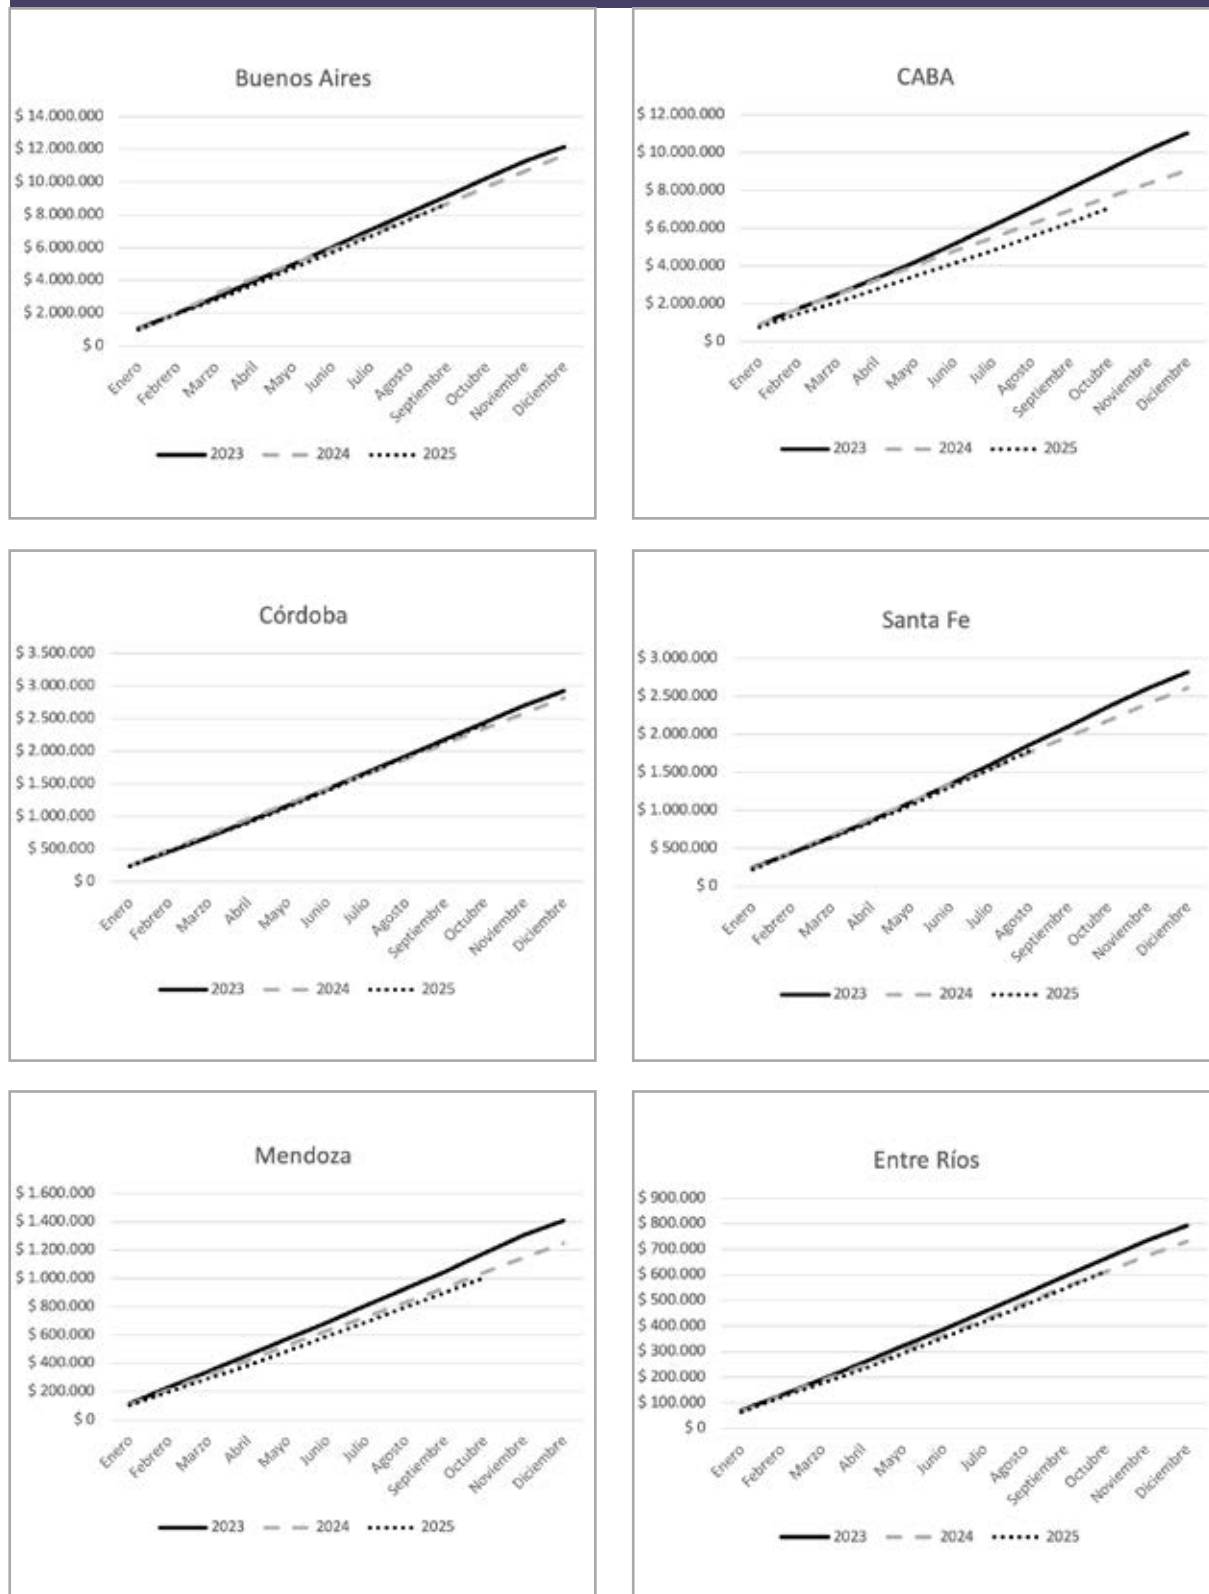 Buenos Aires
$ 14.000.000
$ 12.000.000
$ 10.000.000
$ 8.000.000
$ 6.000.000
$ 4.000.000
$ 2.000.000
$ 0
Enero
Febrero
Marzo
Abril
Mayo
Junio
Julio
Agosto
Septiembre
Octubre
Noviembre
Diciembre
2023 2024 2025
CABA
$ 12.000.000
$ 10.000.000
$ 8.000.000
$ 6.000.000
$ 4.000.000
$ 2.000.000
$ 0
Enero
Febrero
Marzo
Abril
Mayo
Junio
Julio
Agosto
Septiembre
Octubre
Noviembre
Diciembre
2023 2024 2025
Córdoba
$ 3.500.000
$ 3.000.000
$ 2.500.000
$ 2.000.000
$ 1.500.000
$ 1.000.000
$ 500.000
$ 0
Enero
Febrero
Marzo
Abril
Mayo
Junio
Julio
Agosto
Septiembre
Octubre
Noviembre
Diciembre
2023 2024 2025
Santa Fe
$ 3.000.000
$ 2.500.000
$ 2.000.000
$ 1.500.000
$ 1.000.000
$ 500.000
$ 0
Enero
Febrero
Marzo
Abril
Mayo
Junio
Julio
Agosto
Septiembre
Octubre
Noviembre
Diciembre
2023 2024 2025
Mendoza
$ 1.600.000
$ 1.400.000
$ 1.200.000
$ 1.000.000
$ 800.000
$ 600.000
$ 400.000
$ 200.000
$ 0
Enero
Febrero
Marzo
Abril
Mayo
Junio
Julio
Agosto
Septiembre
Octubre
Noviembre
Diciembre
2023 2024 2025
Entre Ríos
$ 900.000
$ 800.000
$ 700.000
$ 600.000
$ 500.000
$ 400.000
$ 300.000
$ 200.000
$ 100.000
$ 0
Enero
Febrero
Marzo
Abril
Mayo
Junio
Julio
Agosto
Septiembre
Octubre
Noviembre
Diciembre
2023 2024 2025